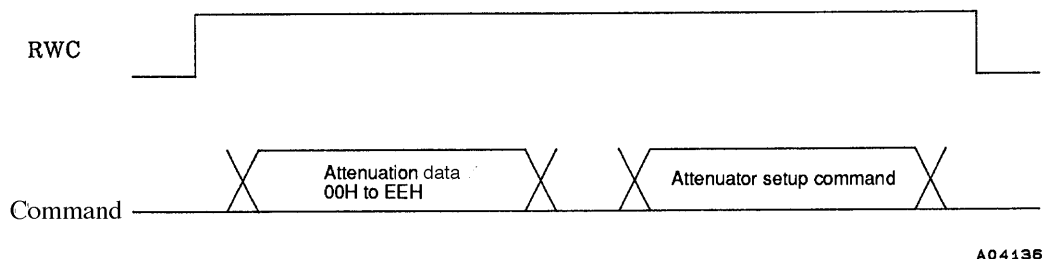 RWC
Attenuation data
00H to EEH
Attenuator setup command
Command
A04136